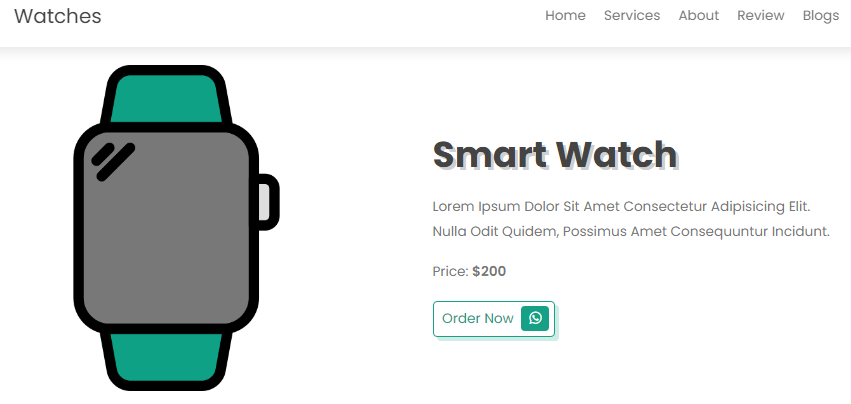 Watches
Home Services About Review Blogs
Smart Watch
Lorem Ipsum Dolor Sit Amet Consectetur Adipisicing Elit.
Nulla Odit Quidem, Possimus Amet Consequuntur Incidunt.
Price: $200
Order Now